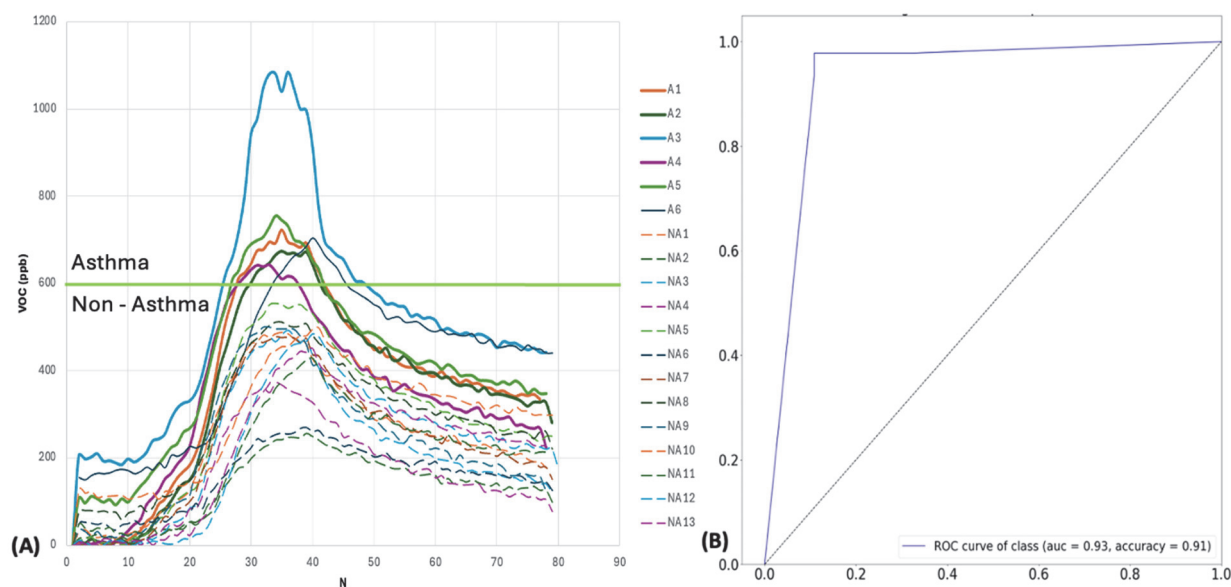 1200
1000
800
600
400
200
0
VOC (ppb)
Asthma
Non - Asthma
0 10 20 30 40 50 60 70 80 90
N
(A)
A1
A2
A3
A4
A5
A6
NA1
NA2
NA3
NA4
NA5
NA6
NA7
NA8
NA9
NA10
NA11
NA12
NA13
1.0
0.8
0.6
0.4
0.2
0.0
0.0 0.2 0.4 0.6 0.8 1.0
ROC curve of class (auc = 0.93, accuracy = 0.91)
(B)